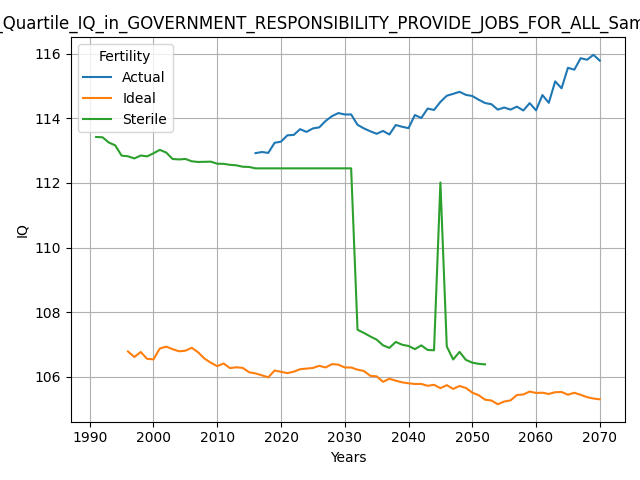 _Quartile_IQ_in_GOVERNMENT_RESPONSIBILITY_PROVIDE_JOBS_FOR_ALL_Sam
Fertility
Actual
Ideal
Sterile
116
114
112
110
108
106
IQ
1990 2000 2010 2020 2030 2040 2050 2060 2070
Years